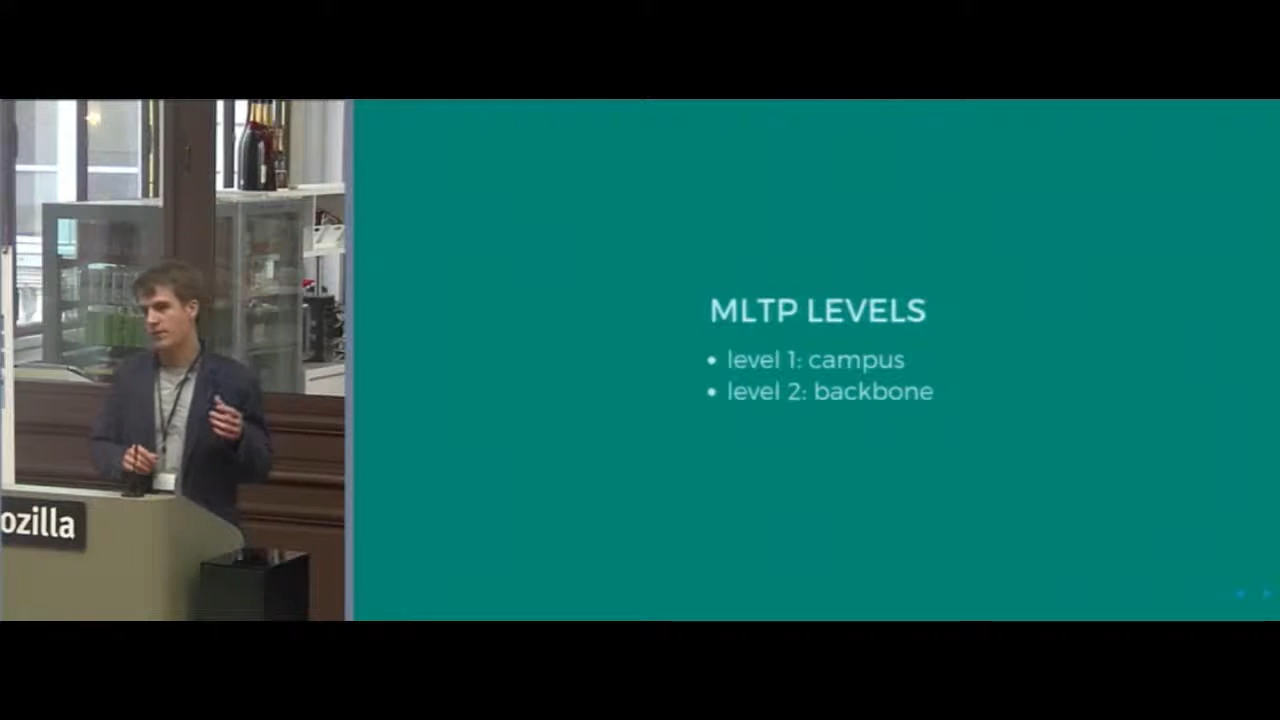 MLTP LEVELS
• level 1: campus
• level 2: backbone
ozilla